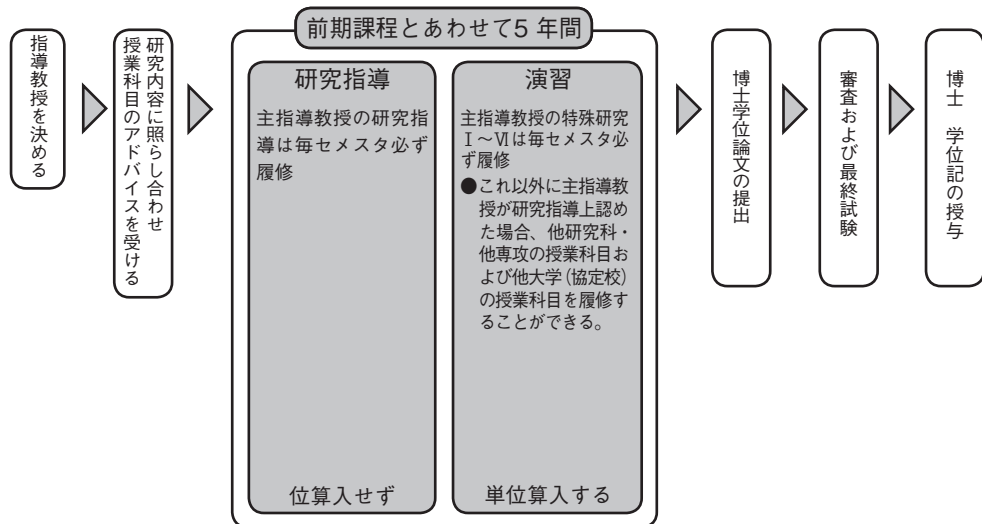 指導教授を決める
研究内容に照らし合わせ
授業科目のアドバイスを受ける
前期課程とあわせて5年間
研究指導
主指導教授の研究指
導は毎セメスタ必ず
履修
位算入せず
演習
主指導教授の特殊研究
Ⅰ～Ⅵは毎セメスタ必
ず履修
●これ以外に主指導教
授が研究指導上認め
た場合、他研究科・
他専攻の授業科目お
よび他大学(協定校)
の授業科目を履修す
ることができる。
単位算入する
博士学位論文の提出
審査および最終試験
博士 学位記の授与